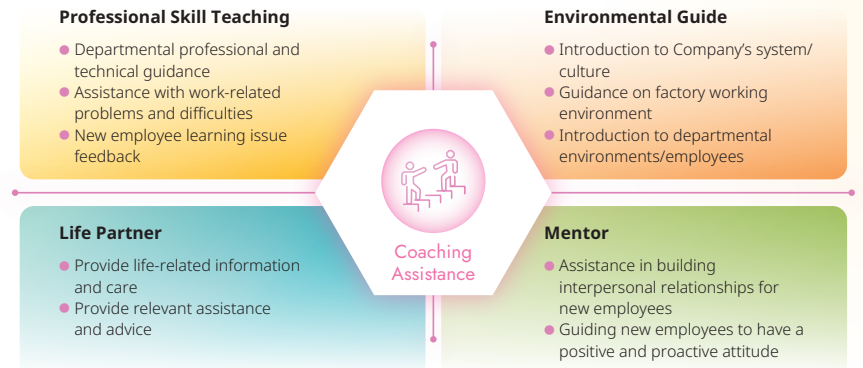 Professional Skill Teaching
● Departmental professional and
technical guidance
● Assistance with work-related
problems and difficulties
● New employee learning issue
feedback
Environmental Guide
● Introduction to Company’s system/
culture
● Guidance on factory working
environment
● Introduction to departmental
environments/employees
Coaching
Assistance
Life Partner
● Provide life-related information
and care
● Provide relevant assistance
and advice
Mentor
● Assistance in building
interpersonal relationships for
new employees
● Guiding new employees to have a
positive and proactive attitude